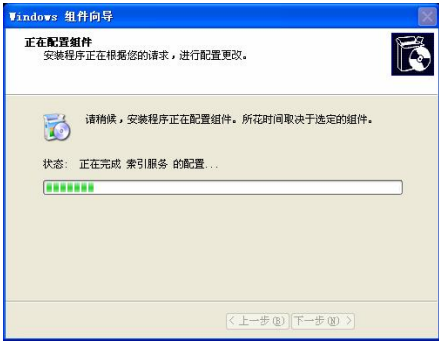 Windows 组件向导
正在配置组件
安装程序正在根据您的请求，进行配置更改。
请稍候，安装程序正在配置组件。所花时间取决于选定的组件。
状态: 正在完成 索引服务 的配置...
< 上一步(B) 下一步(N) >